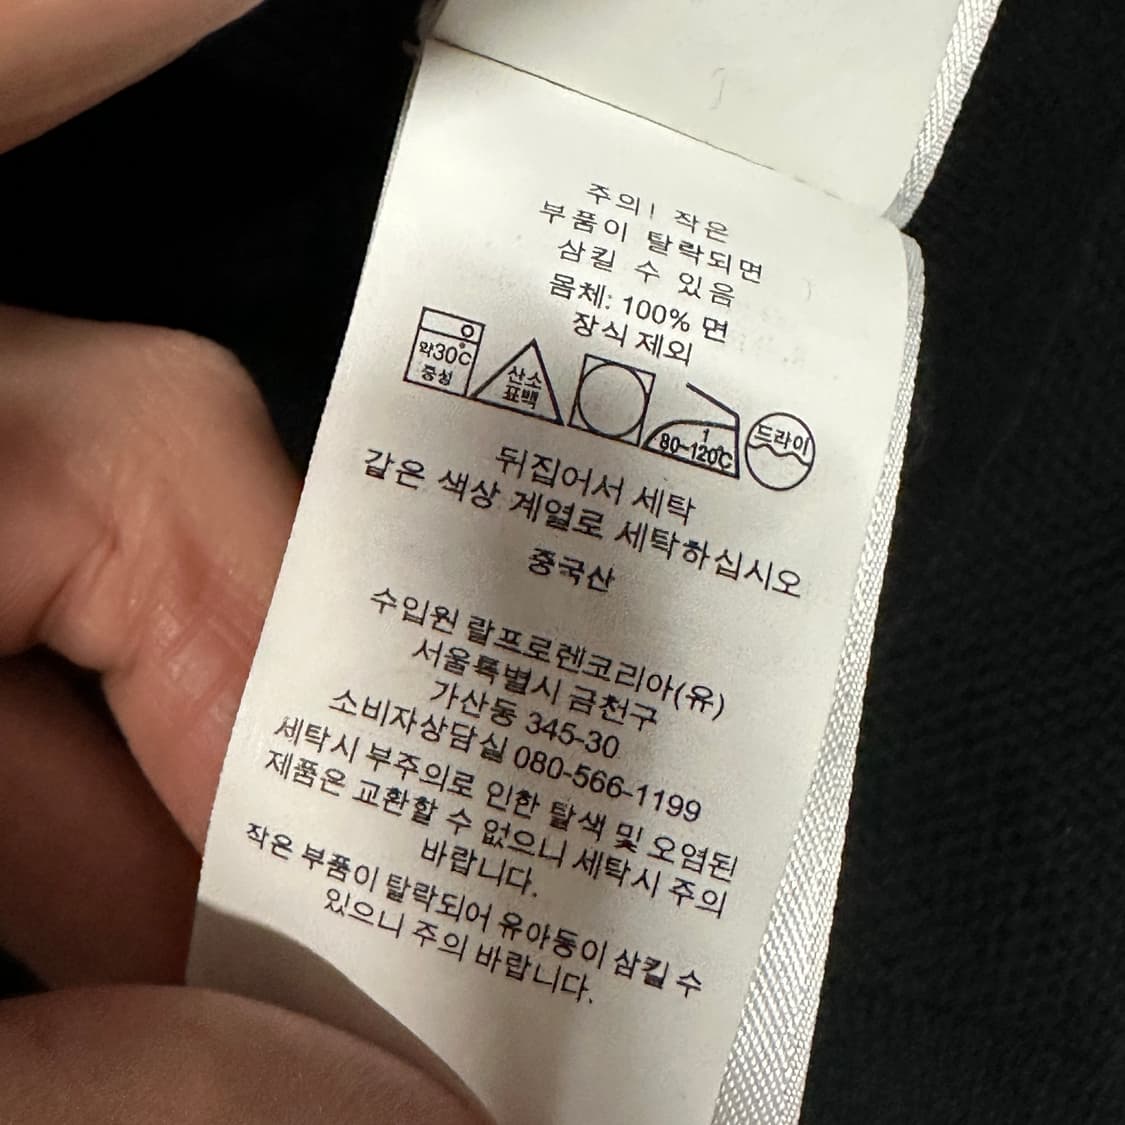 주의! 작은
부품이 탈락되면
삼킬 수 있음
몸체: 100% 면
장식 제외
약30℃
중성
산소
표백
1
80~120℃
드라이
뒤집어서 세탁
같은 색상 계열로 세탁하십시오
중국산
수입원 랄프로렌코리아(유)
서울특별시 금천구
가산동 345-30
소비자상담실 080-566-1199
세탁시 부주의로 인한 탈색 및 오염된
제품은 교환할 수 없으니 세탁시 주의
바랍니다.
작은 부품이 탈락되어 유아동이 삼킬 수
있으니 주의 바랍니다.